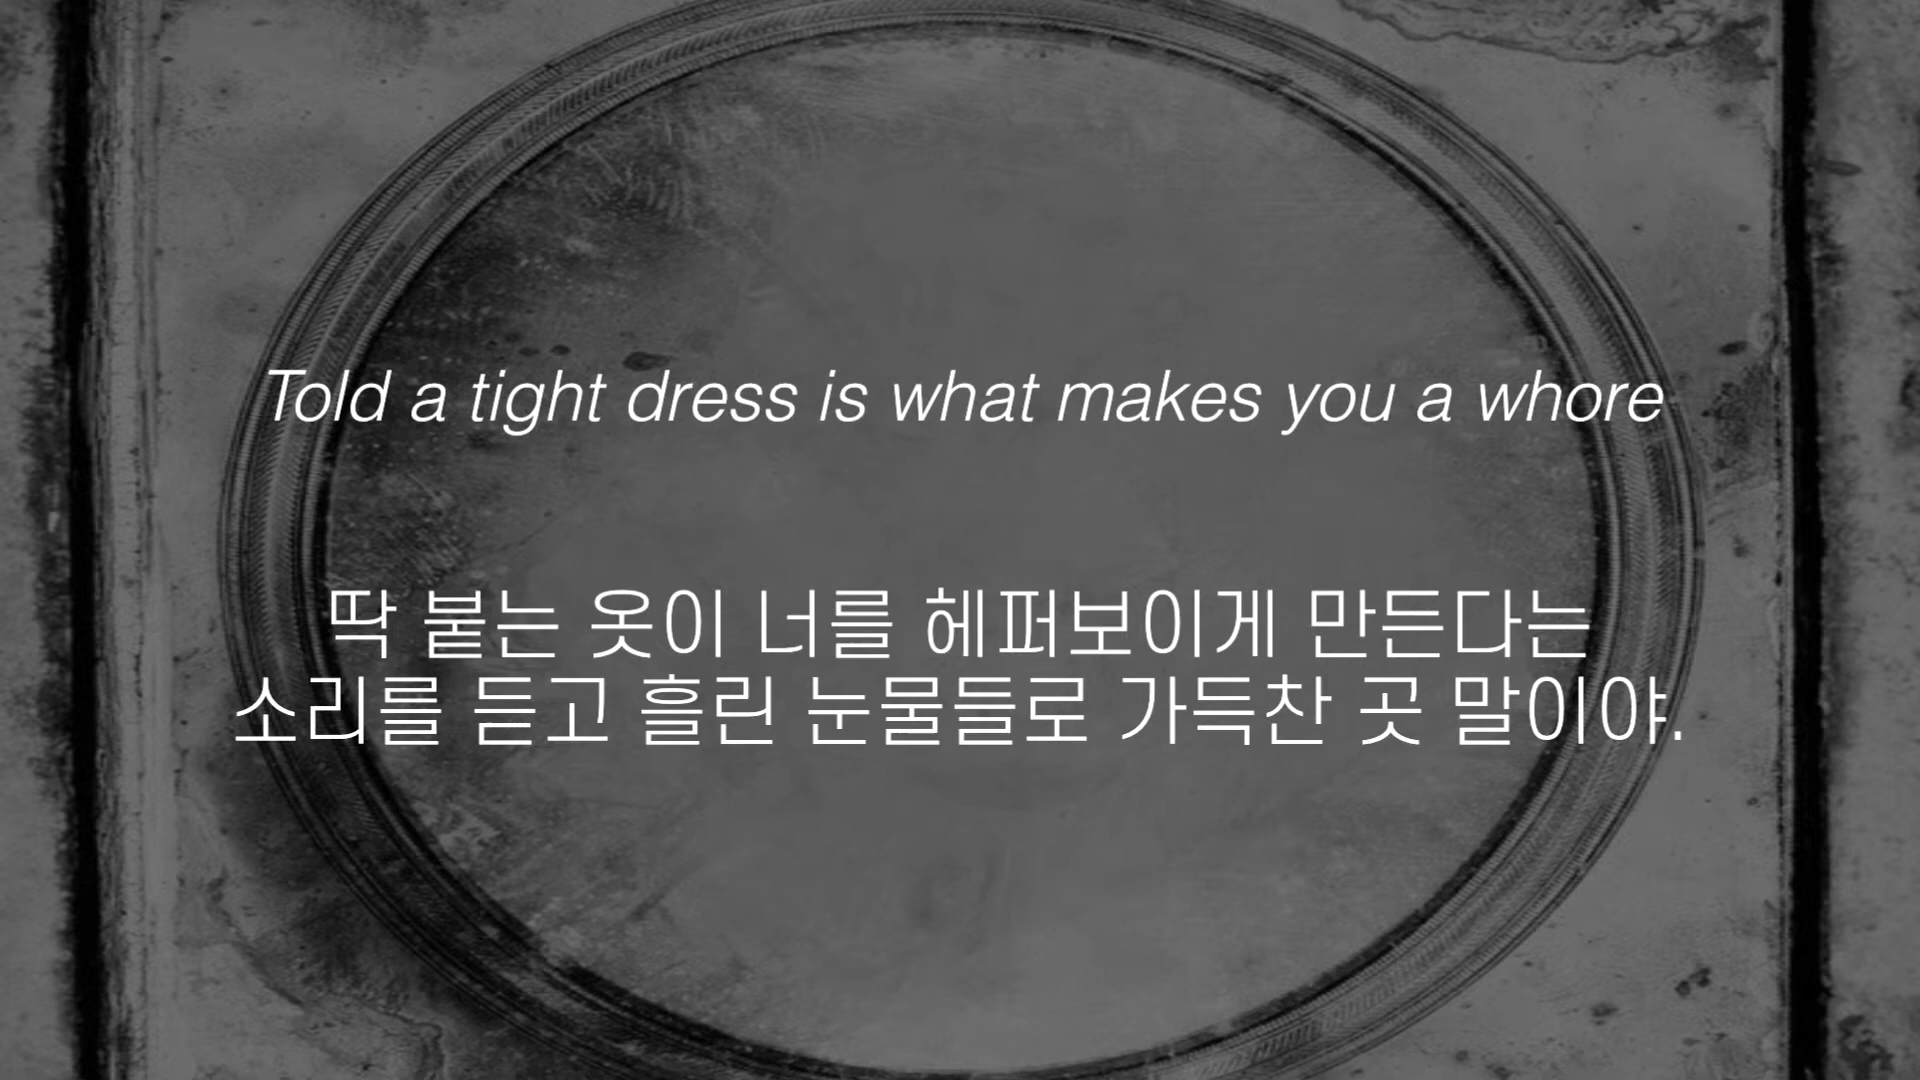 Told a tight dress is what makes you a whore
딱 붙는 옷이 너를 헤퍼보이게 만든다는
소리를 듣고 흘린 눈물들로 가득찬 곳 말이야.